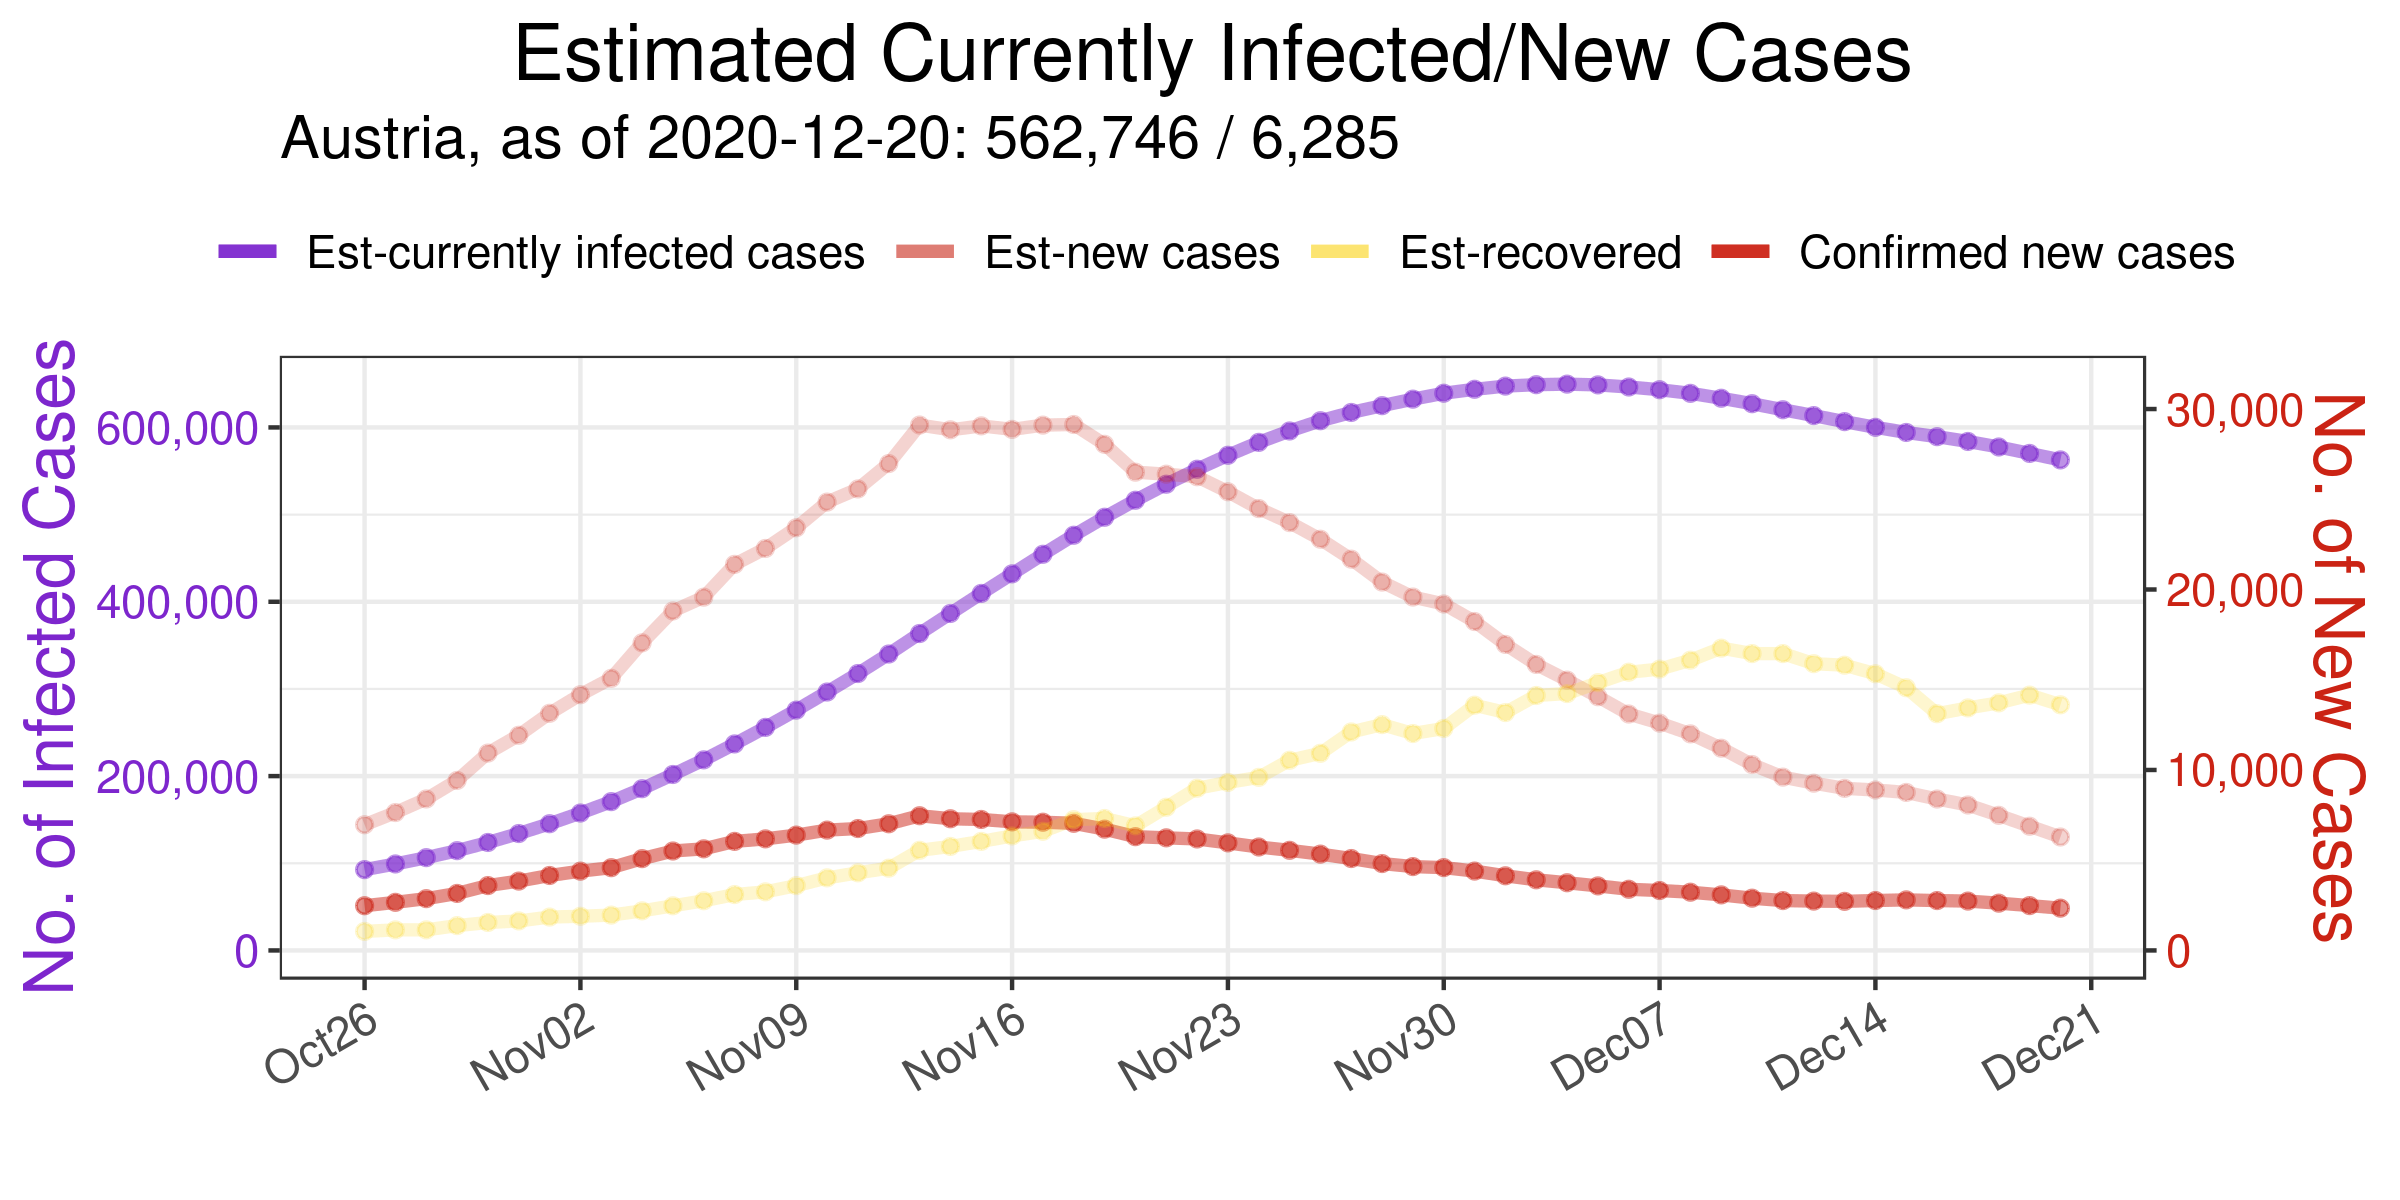 Estimated Currently Infected/New Cases
Austria, as of 2020-12-20: 562,746 / 6,285
Est-currently infected cases Est-new cases Est-recovered Confirmed new cases
No. of Infected Cases
600,000
400,000
200,000
0
30,000
20,000
10,000
0
No. of New Cases
Oct26 Nov02 Nov09 Nov16 Nov23 Nov30 Dec07 Dec14 Dec21